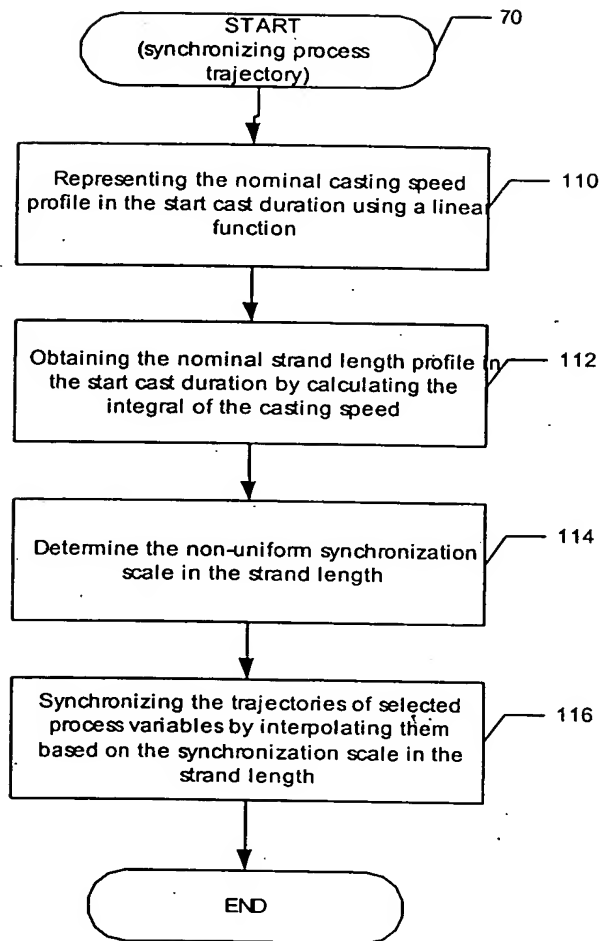 START
(synchronizing process
trajectory)
70
Representing the nominal casting speed
profile in the start cast duration using a linear
function
110
Obtaining the nominal strand length profile in
the start cast duration by calculating the
integral of the casting speed
112
Determine the non-uniform synchronization
scale in the strand length
114
Synchronizing the trajectories of selected
process variables by interpolating them
based on the synchronization scale in the
strand length
116
END